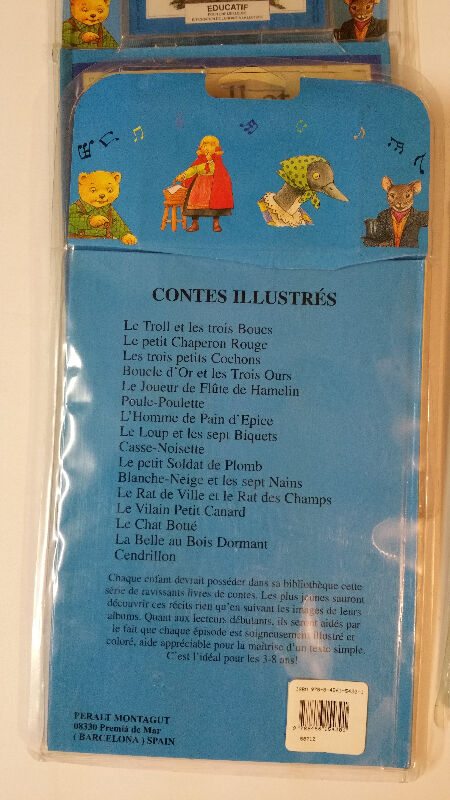 EDUCATIF
CONTES ILLUSTRÉS
Le Troll et les trois Boucs
Le petit Chaperon Rouge
Les trois petits Cochons
Boucle d'Or et les Trois Ours
Le Joueur de Flûte de Hamelin
Poule-Poulette
L'Homme de Pain d'Epice
Le Loup et les sept Biquets
Casse-Noisette
Le petit Soldat de Plomb
Blanche-Neige et les sept Nains
Le Rat de Ville et le Rat des Champs
Le Vilain Petit Canard
Le Chat Botté
La Belle au Bois Dormant
Cendrillon
Chaque enfant devrait posséder dans sa bibliothèque cette
série de ravissants livres de contes. Les plus jeunes sauront
découvrir ces récits rien qu'en suivant les images de leurs
albums. Quant aux lecteurs débutants, ils seront aidés par
le fait que chaque épisode est soigneusement illustré et
coloré, aide appréciable pour la maîtrise d'un texte simple.
C'est l'idéal pour les 3-8 ans!
ISBN
PERALT MONTAGUT
08330 Premià de Mar
( BARCELONA ) SPAIN